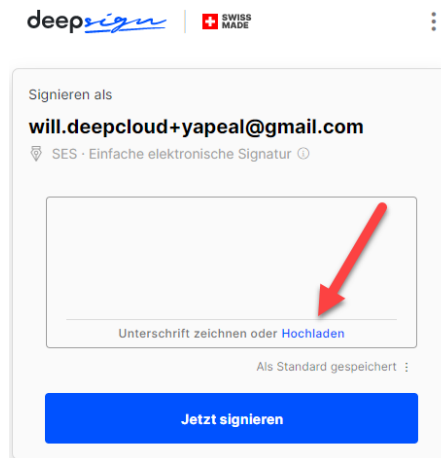 deepsign
SWISS
MADE
Signieren als
will.deepcloud+yapeal@gmail.com
SES · Einfache elektronische Signatur
Unterschrift zeichnen oder Hochladen
Als Standard gespeichert
Jetzt signieren